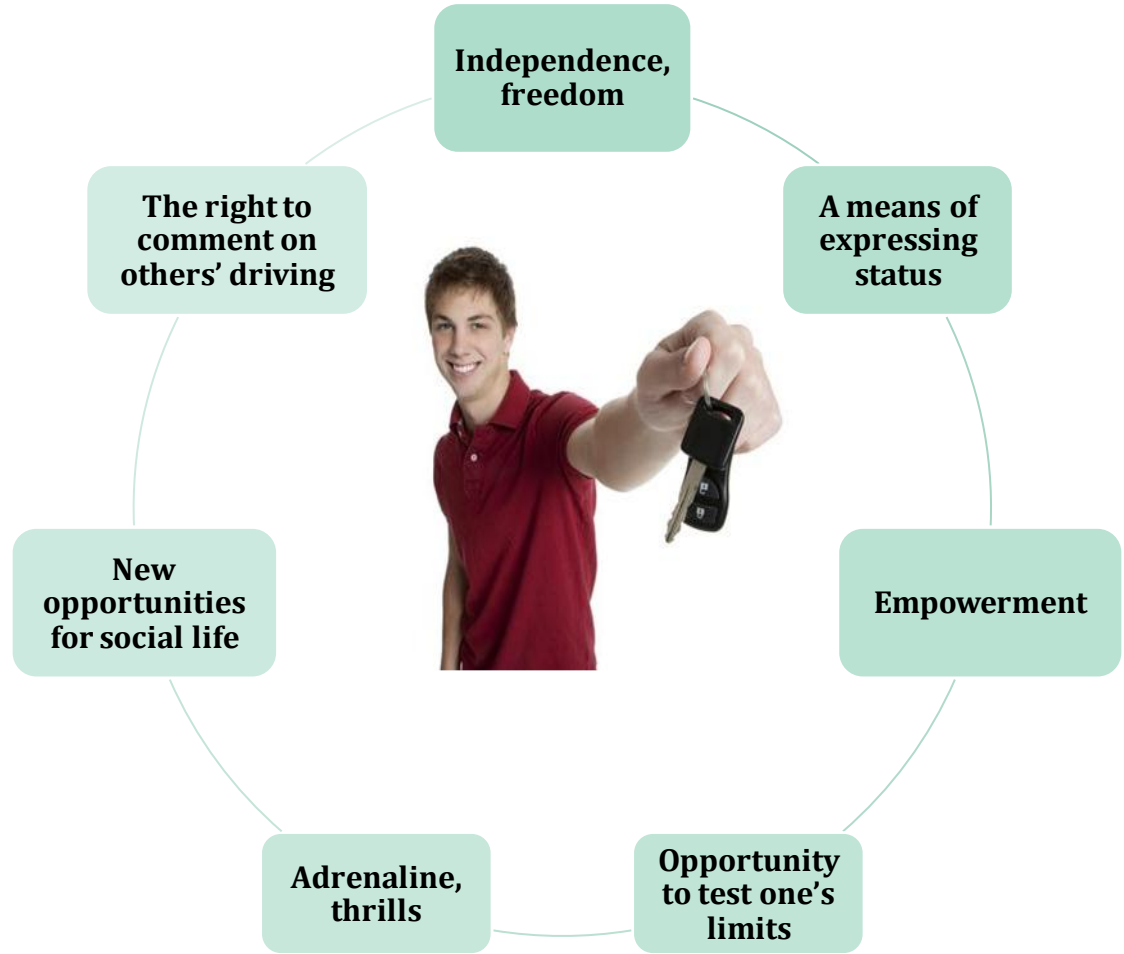 Independence,
freedom
A means of
expressing
status
Empowerment
Opportunity
to test one’s
limits
Adrenaline,
thrills
New
opportunities
for social life
The right to
comment on
others’ driving